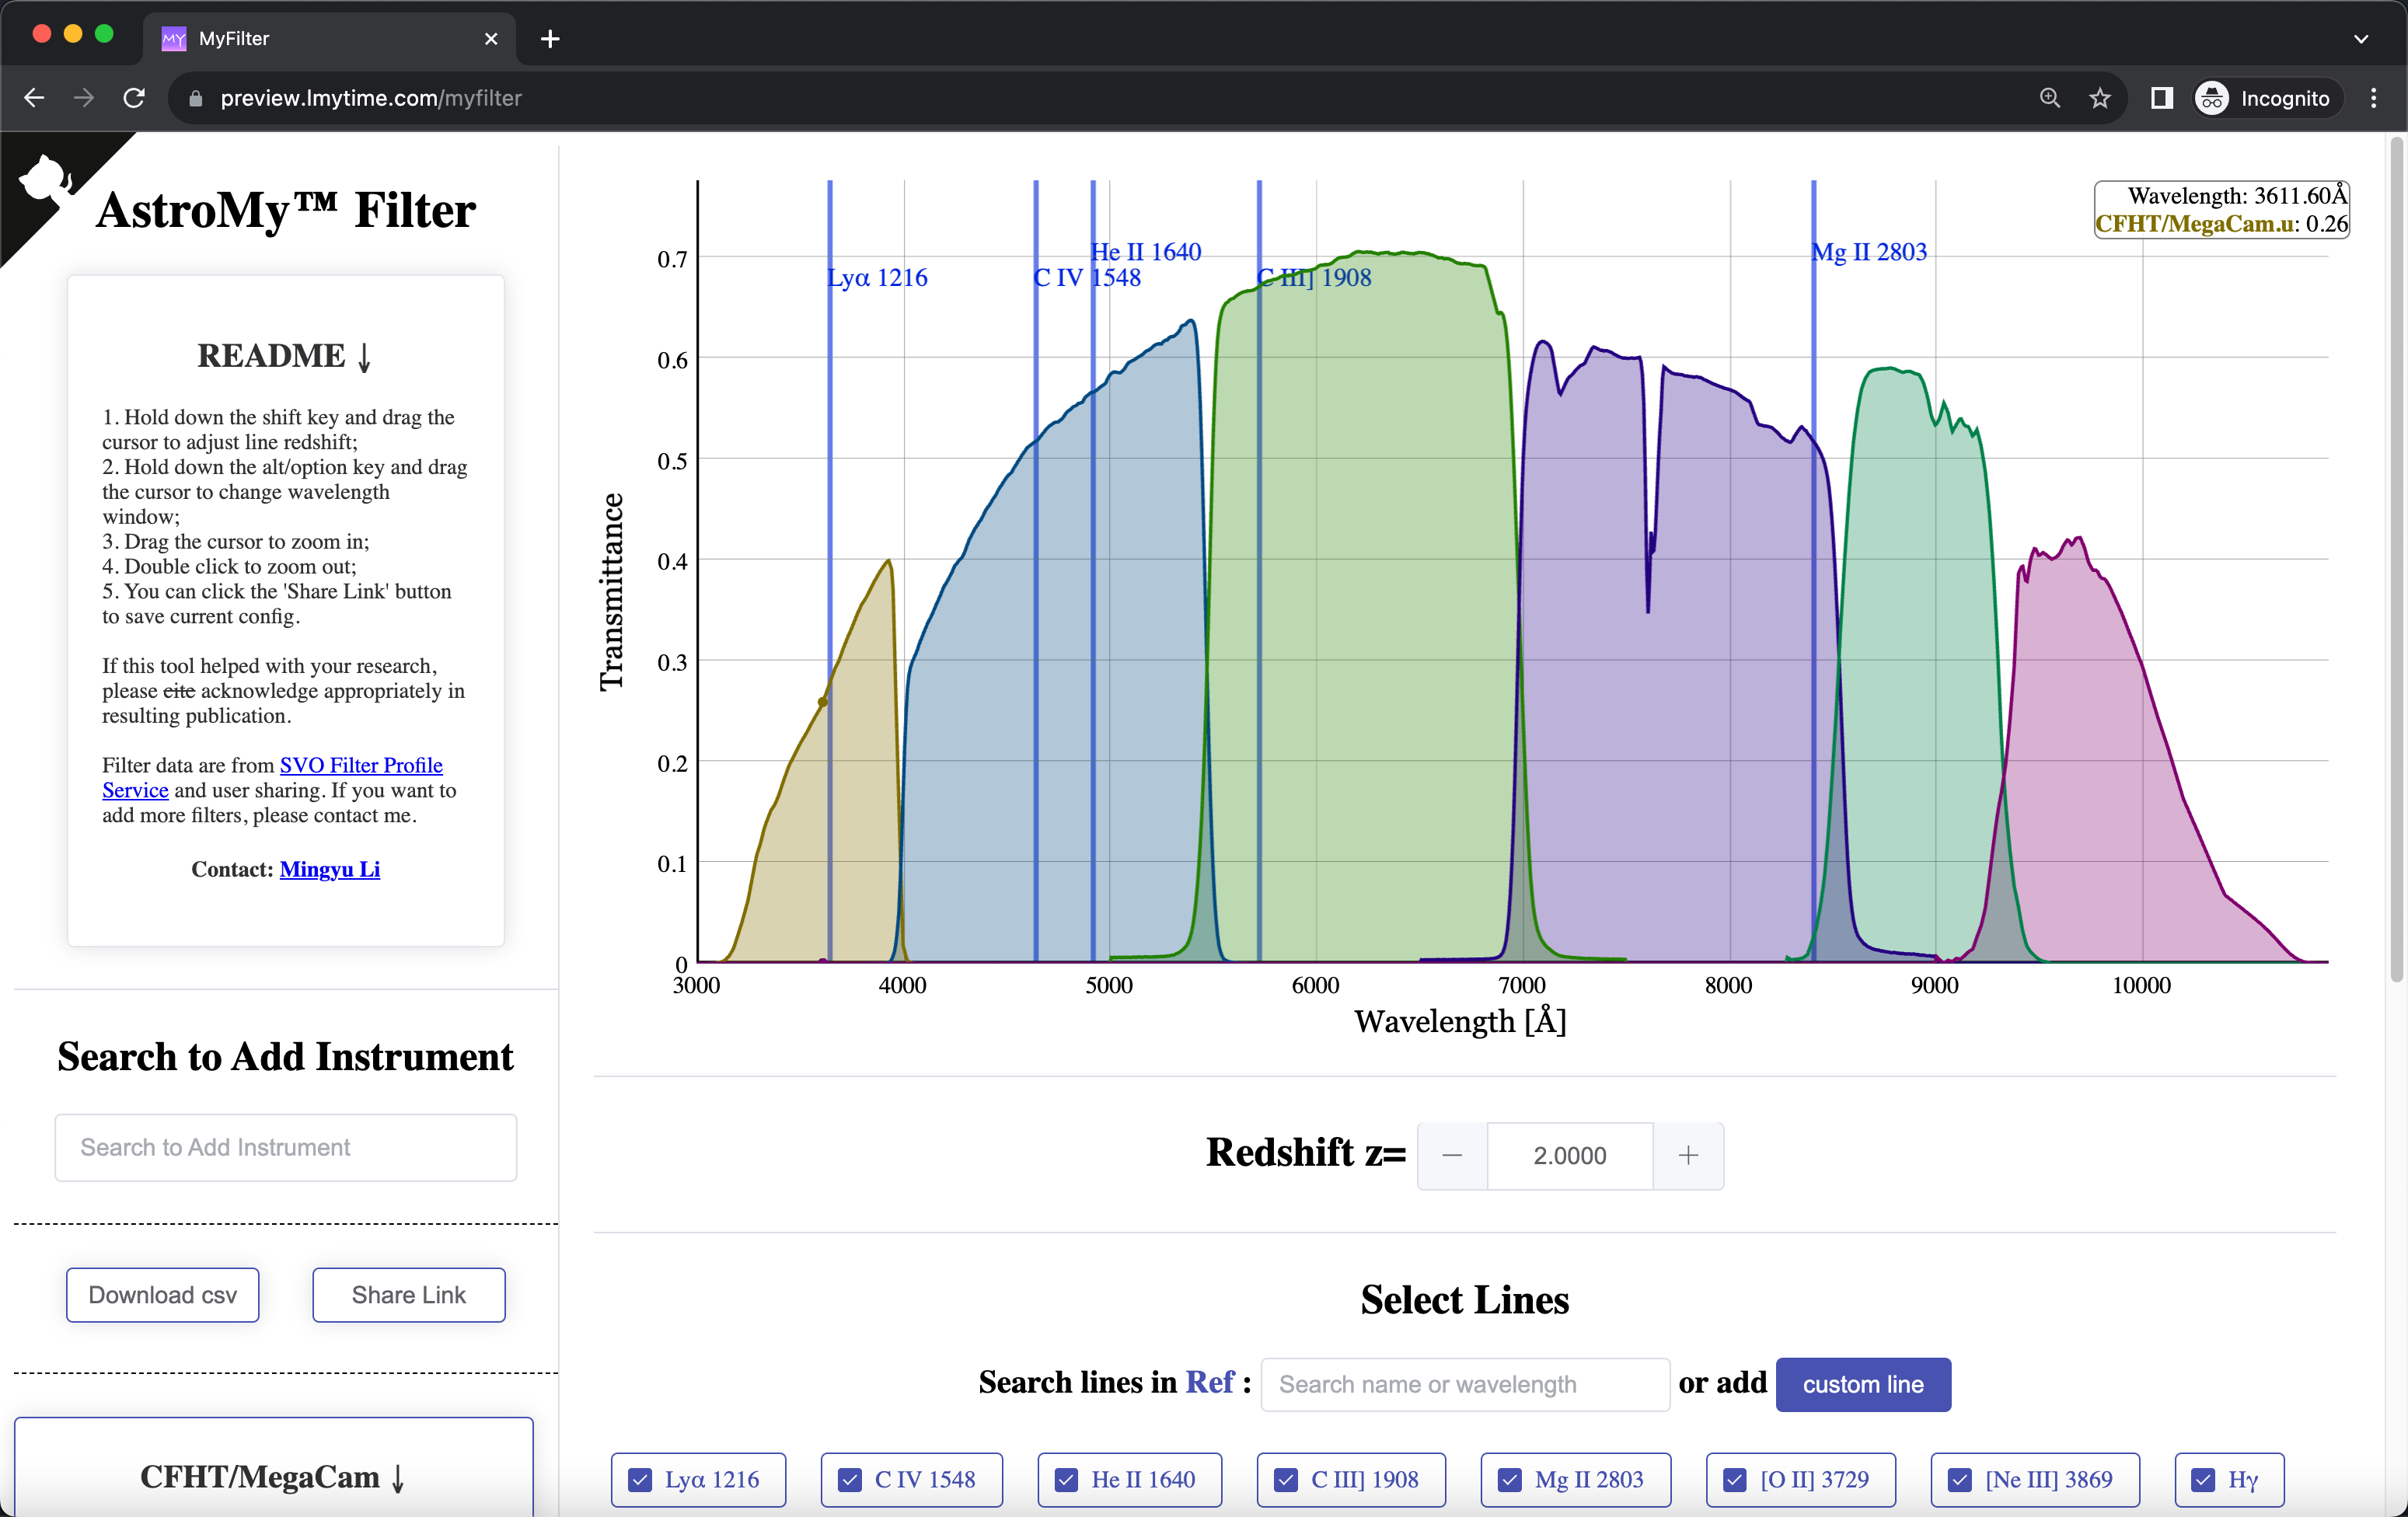 MY MyFilter
preview.lmytime.com/myfilter
Incognito
AstroMy™ Filter
README ↓
1. Hold down the shift key and drag the
cursor to adjust line redshift;
2. Hold down the alt/option key and drag
the cursor to change wavelength
window;
3. Drag the cursor to zoom in;
4. Double click to zoom out;
5. You can click the 'Share Link' button
to save current config.
If this tool helped with your research,
please cite acknowledge appropriately in
resulting publication.
Filter data are from SVO Filter Profile
Service and user sharing. If you want to
add more filters, please contact me.
Contact: Mingyu Li
Search to Add Instrument
Search to Add Instrument
Download csv
Share Link
CFHT/MegaCam ↓
Wavelength: 3611.60Å
CFHT/MegaCam.u: 0.26
Lyα 1216
C IV 1548
He II 1640
C III] 1908
Mg II 2803
Transmittance
0.7
0.6
0.5
0.4
0.3
0.2
0.1
0
3000 4000 5000 6000 7000 8000 9000 10000
Wavelength [Å]
Redshift z= − 2.0000 +
Select Lines
Search lines in Ref : Search name or wavelength or add custom line
Lyα 1216 C IV 1548 He II 1640 C III] 1908 Mg II 2803 [O II] 3729 [Ne III] 3869 Hγ